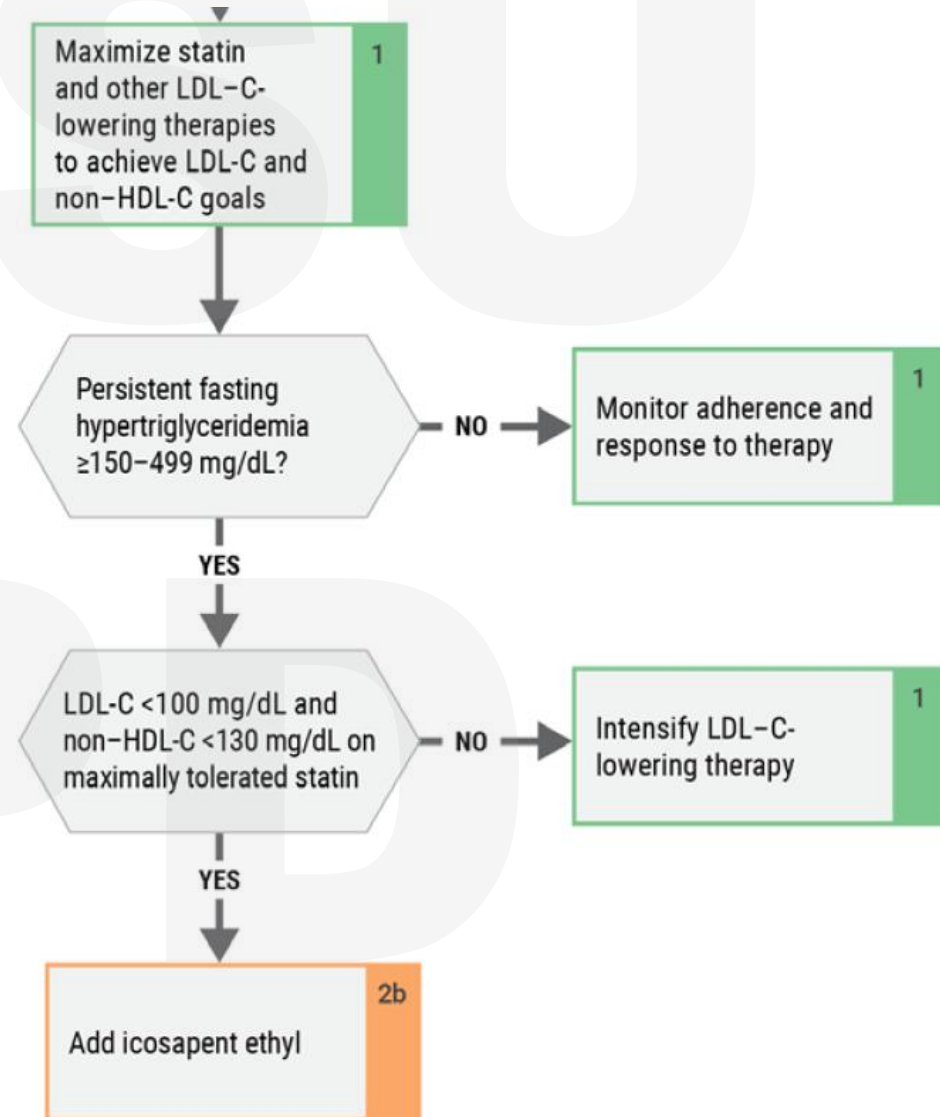 Maximize statin
and other LDL–C-
lowering therapies
to achieve LDL-C and
non–HDL-C goals
1
Persistent fasting
hypertriglyceridemia
≥150–499 mg/dL?
NO
Monitor adherence and
response to therapy
1
YES
LDL-C <100 mg/dL and
non–HDL-C <130 mg/dL on
maximally tolerated statin
NO
Intensify LDL–C-
lowering therapy
1
YES
Add icosapent ethyl
2b